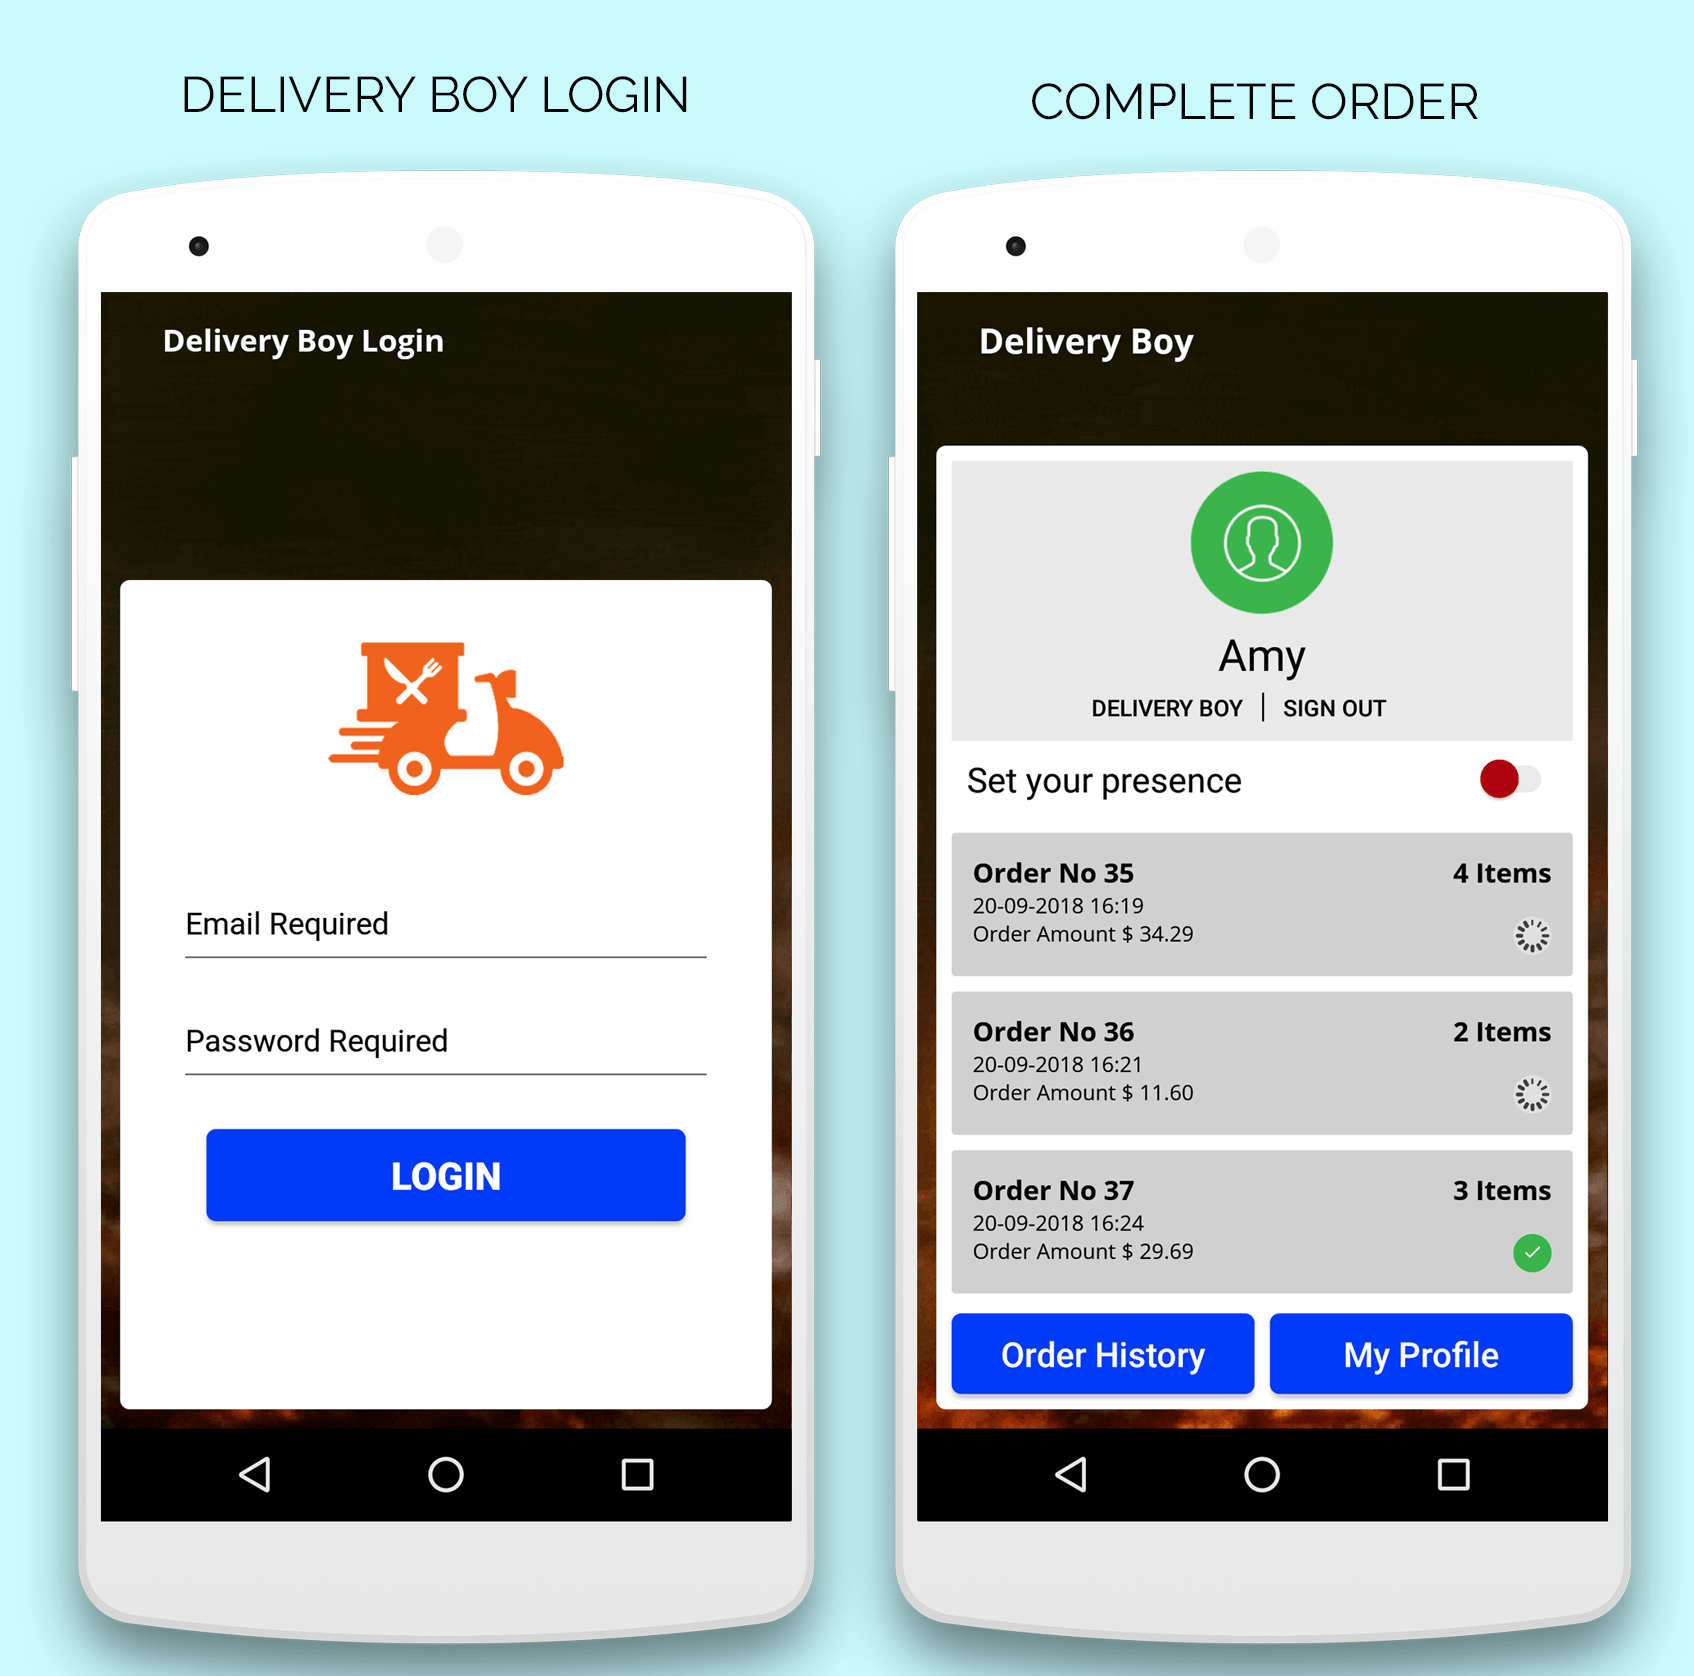 DELIVERY BOY LOGIN
Delivery Boy Login
Email Required
Password Required
LOGIN
COMPLETE ORDER
Delivery Boy
Amy
DELIVERY BOY | SIGN OUT
Set your presence
Order No 35 4 Items
20-09-2018 16:19
Order Amount $ 34.29
Order No 36 2 Items
20-09-2018 16:21
Order Amount $ 11.60
Order No 37 3 Items
20-09-2018 16:24
Order Amount $ 29.69
Order History My Profile